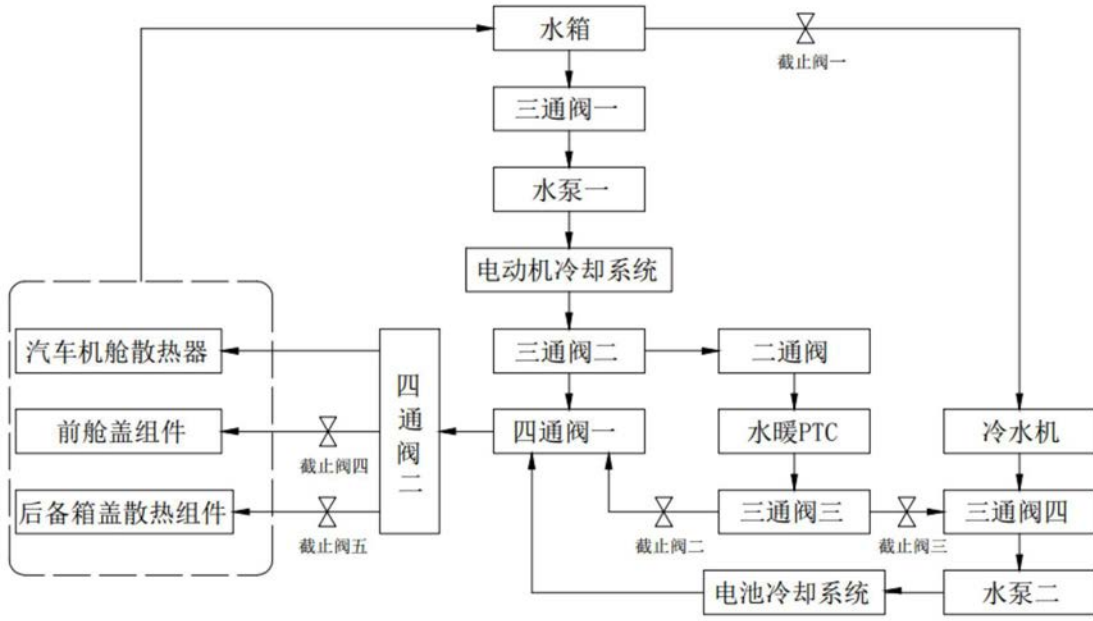 水箱
截止阀一
三通阀一
水泵一
电动机冷却系统
汽车机舱散热器
三通阀二
二通阀
四通阀二
前舱盖组件
截止阀四
四通阀一
水暖PTC
冷水机
后备箱盖散热组件
截止阀五
截止阀二
三通阀三
截止阀三
三通阀四
电池冷却系统
水泵二